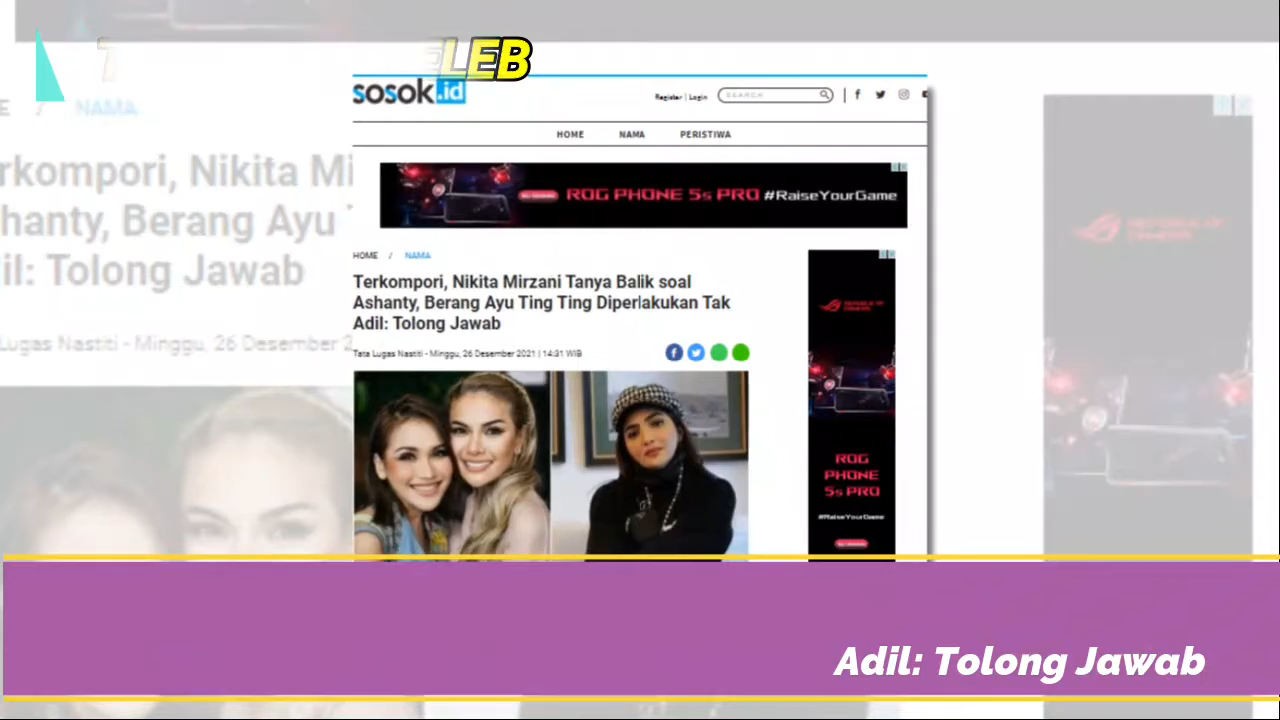 LEB
sosok.id
Register | Login
SEARCH
HOME NAMA PERISTIWA
ROG PHONE 5s PRO #RaiseYourGame
HOME / NAMA
Terkompori, Nikita Mirzani Tanya Balik soal
Ashanty, Berang Ayu Ting Ting Diperlakukan Tak
Adil: Tolong Jawab
Tata Lugas Nastiti - Minggu, 26 Desember 2021 | 14:31 WIB
ROG
PHONE
5s PRO
#RaiseYourGame
E / NAMA
rkompori, Nikita Mi
hanty, Berang Ayu
il: Tolong Jawab
Lugas Nastiti - Minggu, 26 Desember 2
Adil: Tolong Jawab